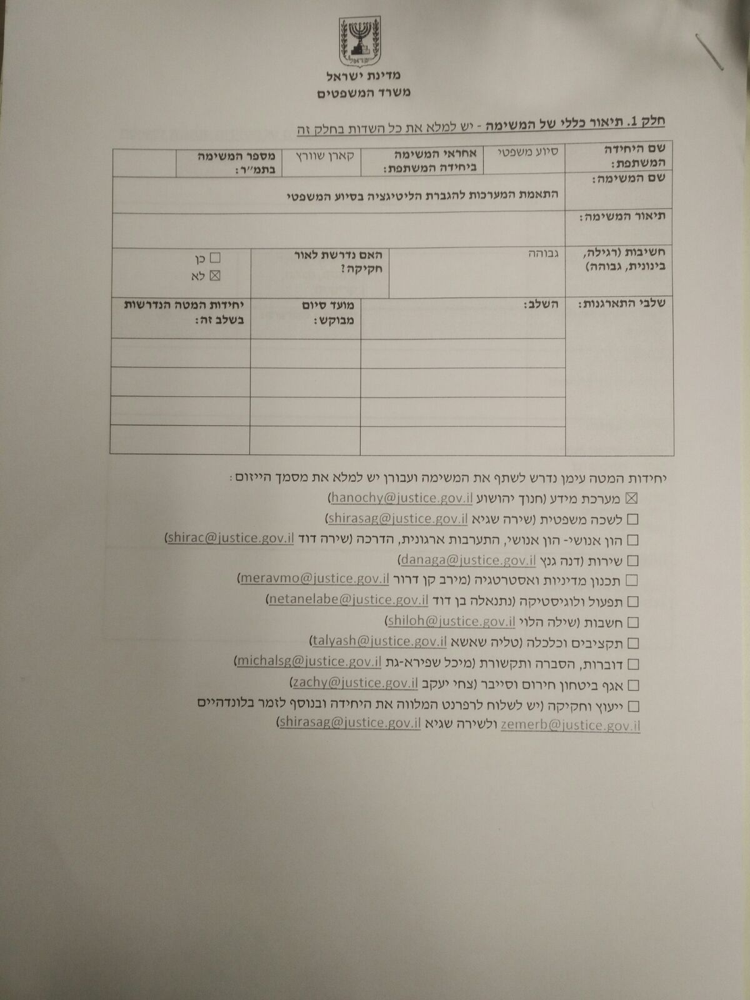 ישראל
מדינת ישראל
משרד המשפטים
חלק 1. תיאור כללי של המשימה - יש למלא את כל השדות בחלק זה
שם היחידה המשתפת: סיוע משפטי אחראי המשימה ביחידה המשתפת: קארן שוורץ מספר המשימה בתמ״ר:
שם המשימה: התאמת המערכות להגברת הליטיגציה בסיוע המשפטי
תיאור המשימה:
חשיבות (רגילה, בינונית, גבוהה) גבוהה האם נדרשת לאור חקיקה? ☐ כן
☒ לא
שלבי התארגנות: השלב: מועד סיום מבוקש: יחידות המטה הנדרשות בשלב זה:
יחידות המטה עימן נדרש לשתף את המשימה ועבורן יש למלא את מסמך הייזום:
☒ מערכת מידע (חנוך יהושוע hanochy@justice.gov.il)
☐ לשכה משפטית (שירה שגיא shirasag@justice.gov.il)
☐ הון אנושי- הון אנושי, התערבות ארגונית, הדרכה (שירה דוד shirac@justice.gov.il)
☐ שירות (דנה גנץ danaga@justice.gov.il)
☐ תכנון מדיניות ואסטרטגיה (מירב קן דרור meravmo@justice.gov.il)
☐ תפעול ולוגיסטיקה (נתנאלה בן דוד netanelabe@justice.gov.il)
☐ חשבות (שילה הלוי shiloh@justice.gov.il)
☐ תקציבים וכלכלה (טליה שאשא talyash@justice.gov.il)
☐ דוברות, הסברה ותקשורת (מיכל שפירא-גת michalsg@justice.gov.il)
☐ אגף ביטחון חירום וסייבר (צחי יעקב zachy@justice.gov.il)
☐ ייעוץ וחקיקה (יש לשלוח לרפרנט המלווה את היחידה ובנוסף לזמר בלונדהיים
zemerb@justice.gov.il ולשירה שגיא shirasag@justice.gov.il)